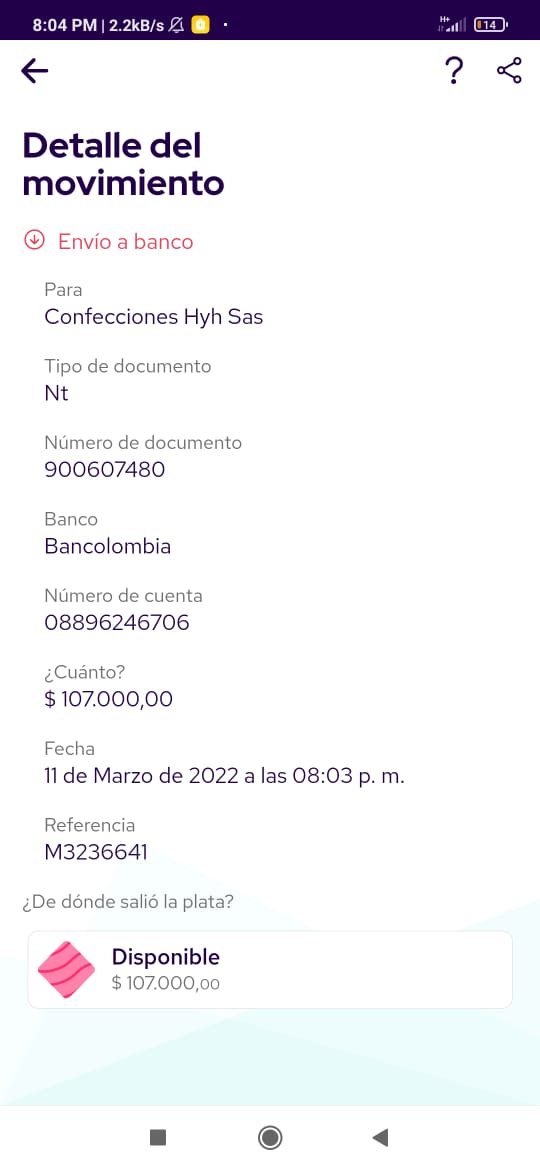 8:04 PM | 2.2kB/s
H+
14
?
Detalle del
movimiento
Envío a banco
Para
Confecciones Hyh Sas
Tipo de documento
Nt
Número de documento
900607480
Banco
Bancolombia
Número de cuenta
08896246706
¿Cuánto?
$ 107.000,00
Fecha
11 de Marzo de 2022 a las 08:03 p. m.
Referencia
M3236641
¿De dónde salió la plata?
Disponible
$ 107.000,00